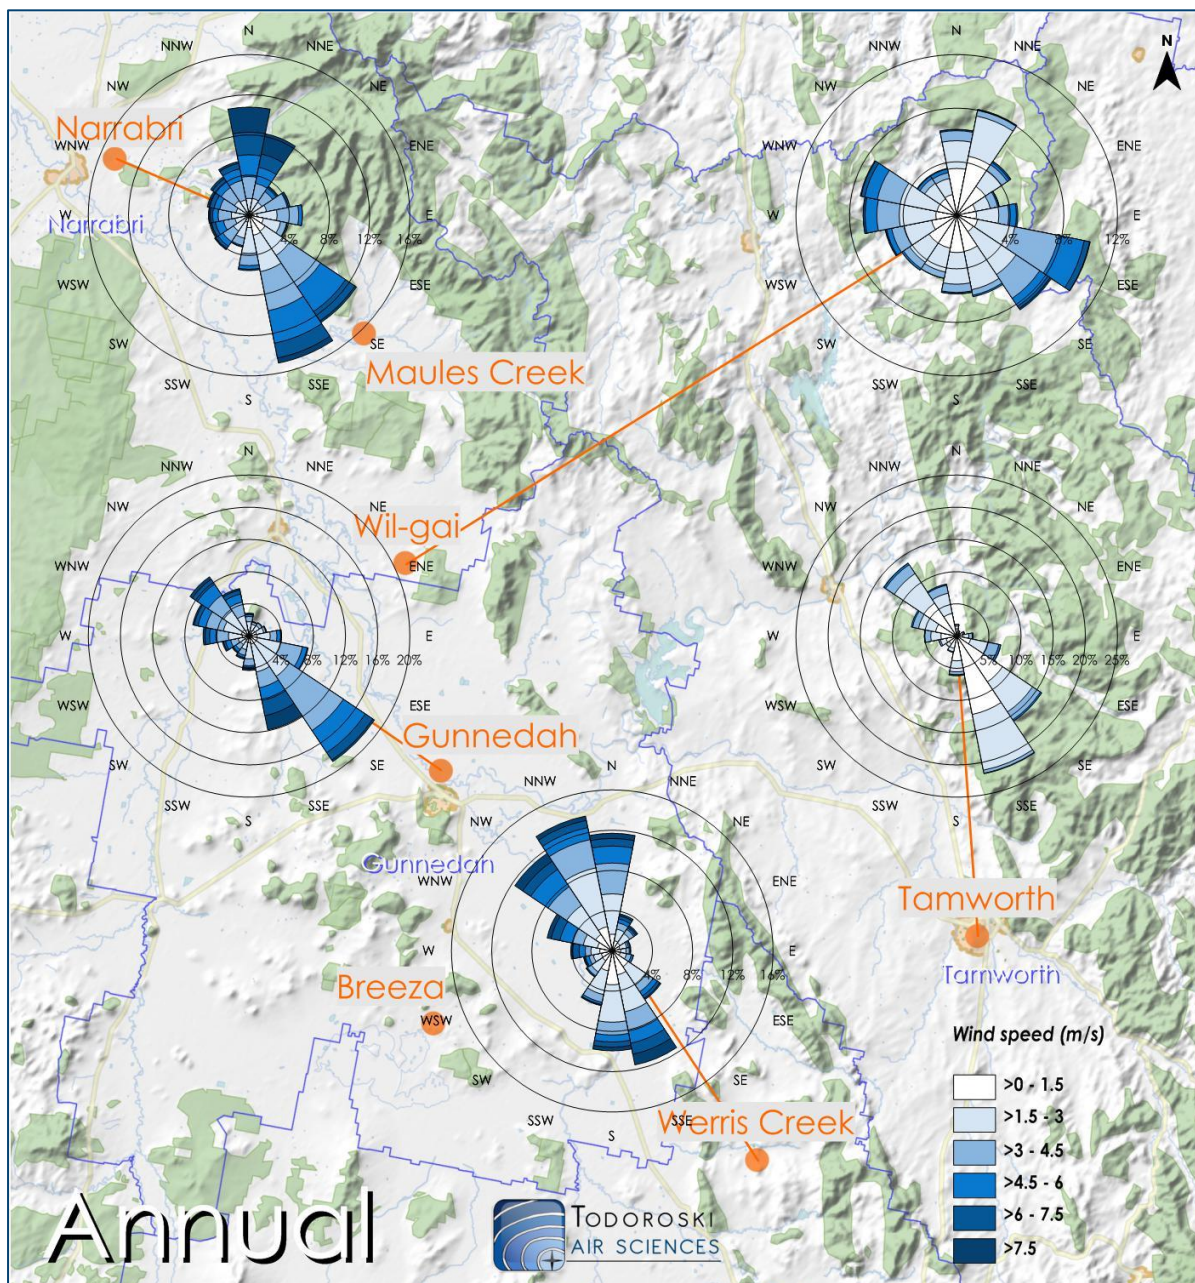 N
NNW
NNE
NW
NE
Narrabri
WNW
ENE
W
E
Narrabri
4%
8%
12%
16%
WSW
ESE
SW
SE
Maules Creek
SSW
SSE
S
N
NNW
NNE
N
NW
NE
WNW
ENE
W
E
4%
8%
12%
WSW
ESE
SW
SE
SSW
SSE
S
N
NNW
NNE
NW
NE
Wil-gai
WNW
ENE
W
E
4%
8%
12%
16%
20%
WSW
ESE
Gunnedah
SW
SE
SSW
SSE
S
N
NNW
NNE
NW
NE
WNW
ENE
W
E
5%
10%
15%
20%
25%
WSW
ESE
SW
SE
SSW
SSE
S
Tamworth
Tamworth
N
NNW
NNE
NW
NE
Gunnedah
WNW
ENE
W
E
4%
8%
12%
16%
Breeza
WSW
ESE
SW
SE
SSW
SSE
S
Werris Creek
Wind speed (m/s)
>0 - 1.5
>1.5 - 3
>3 - 4.5
>4.5 - 6
>6 - 7.5
>7.5
Annual
TODOROSKI
AIR SCIENCES